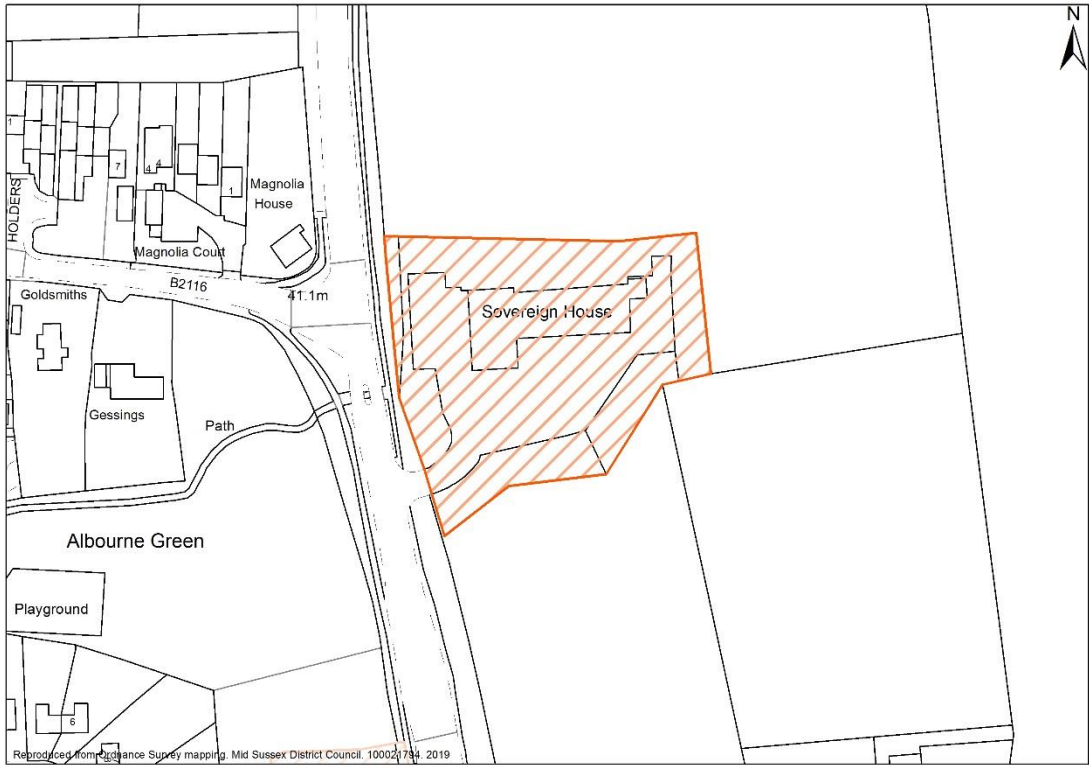 N
1
7
4
4
1
Magnolia
House
HOLDERS
Magnolia Court
B2116
41.1m
Goldsmiths
Sovereign House
Gessings
Path
Albourne Green
Playground
6
Reproduced from Ordnance Survey mapping. Mid Sussex District Council. 100021794. 2019